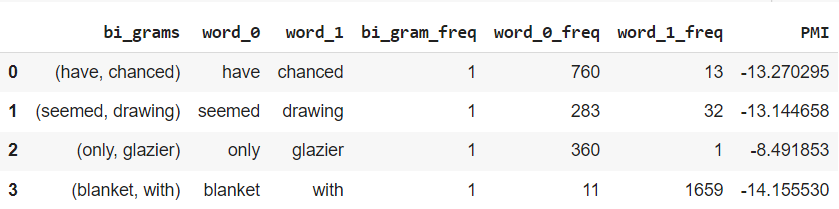 bi_grams word_0 word_1 bi_gram_freq word_0_freq word_1_freq PMI
0 (have, chanced) have chanced 1 760 13 -13.270295
1 (seemed, drawing) seemed drawing 1 283 32 -13.144658
2 (only, glazier) only glazier 1 360 1 -8.491853
3 (blanket, with) blanket with 1 11 1659 -14.155530